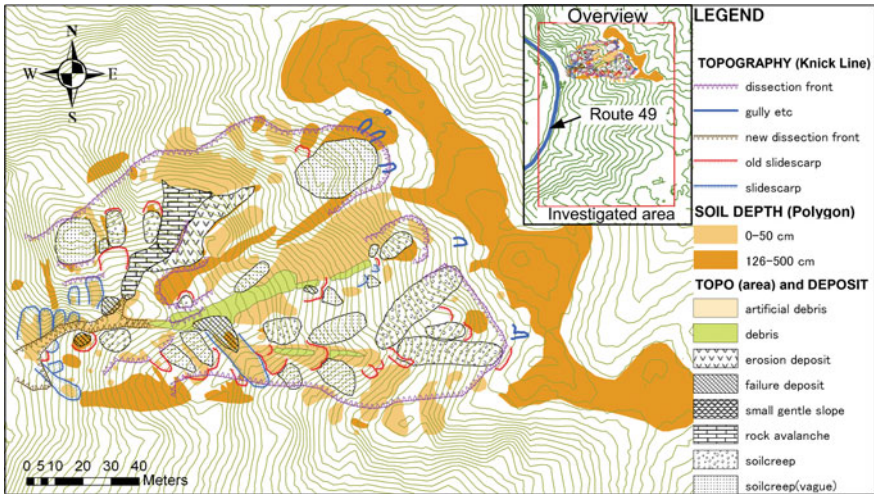 N
W E
S
Overview
Route 49
Investigated area
0 5 10 20 30 40
Meters
LEGEND
TOPOGRAPHY (Knick Line)
dissection front
gully etc
new dissection front
old slidescarp
slidescarp
SOIL DEPTH (Polygon)
0-50 cm
126-500 cm
TOPO (area) and DEPOSIT
artificial debris
debris
erosion deposit
failure deposit
small gentle slope
rock avalanche
soilcreep
soilcreep(vague)